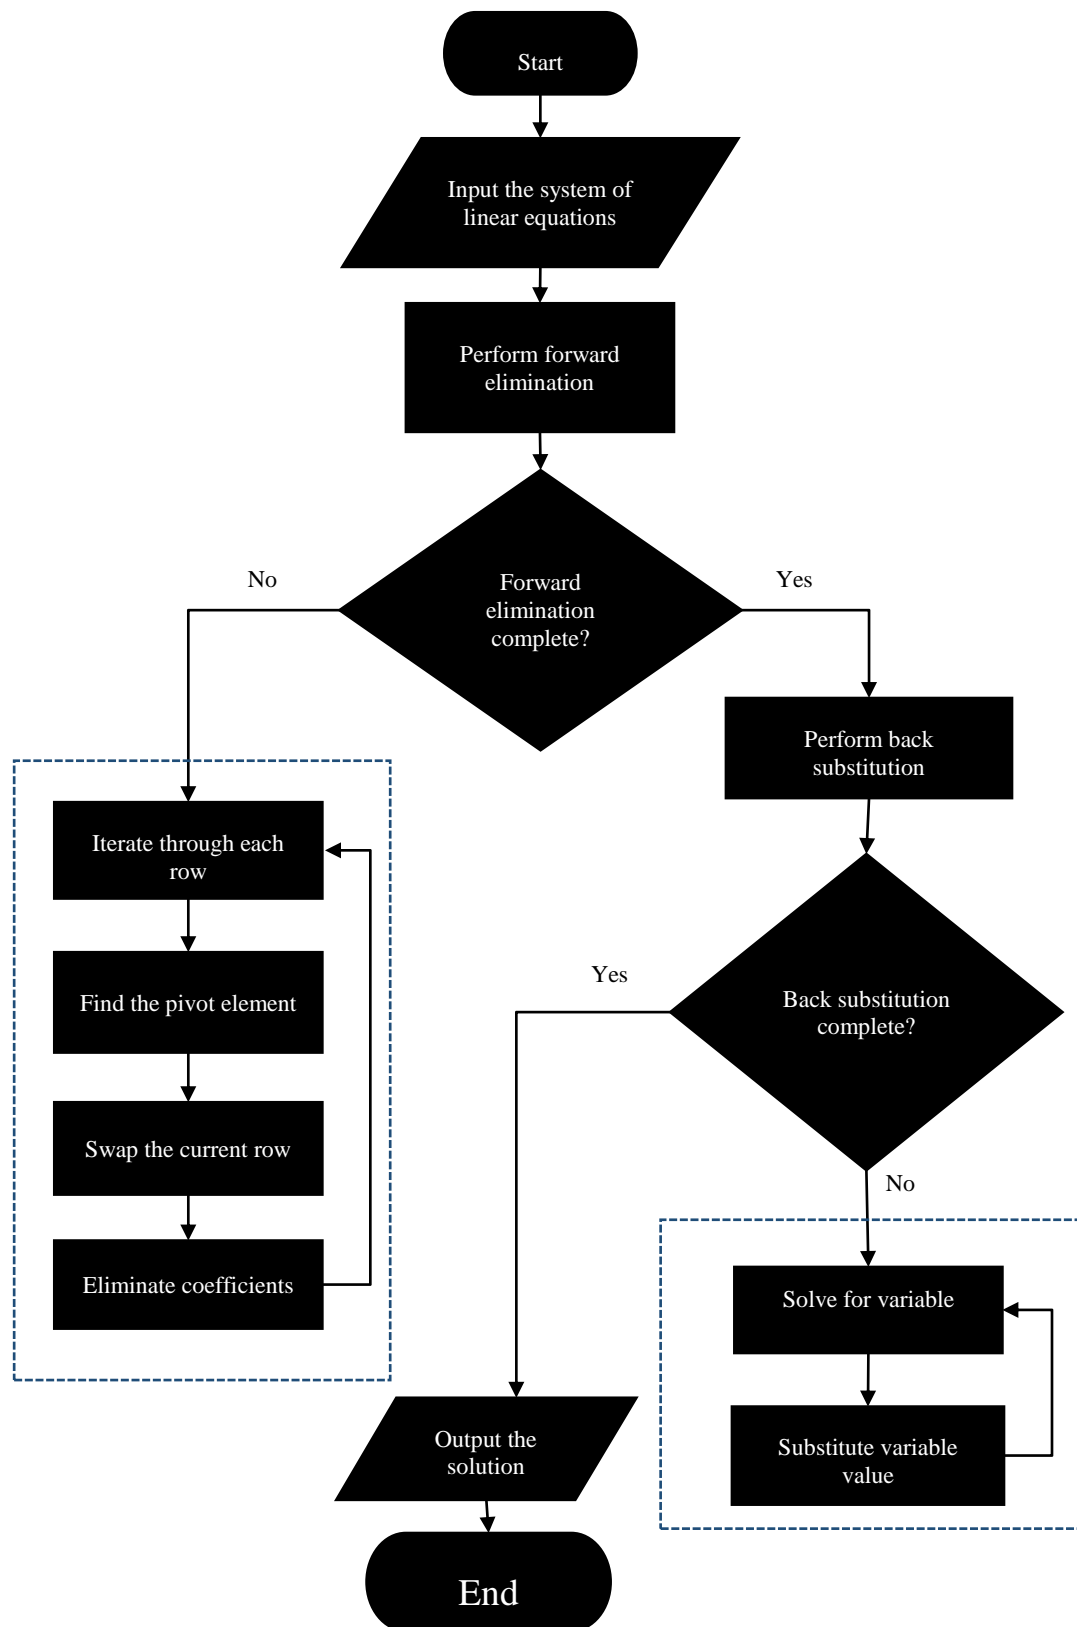 Start
Input the system of
linear equations
Perform forward
elimination
No
Forward
elimination
complete?
Yes
Perform back
substitution
Iterate through each
row
Find the pivot element
Yes
Back substitution
complete?
Swap the current row
No
Eliminate coefficients
Solve for variable
Output the
solution
Substitute variable
value
End